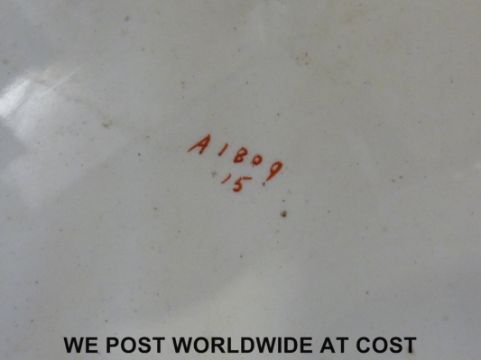 A1809
15
WE POST WORLDWIDE AT COST